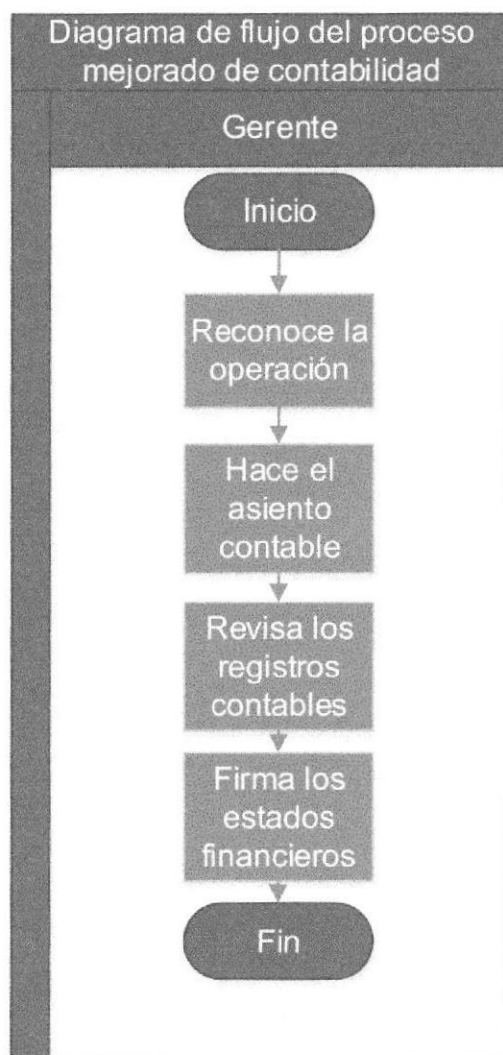 Diagrama de flujo del proceso
mejorado de contabilidad
Gerente
Inicio
Reconoce la
operación
Hace el
asiento
contable
Revisa los
registros
contables
Firma los
estados
financieros
Fin